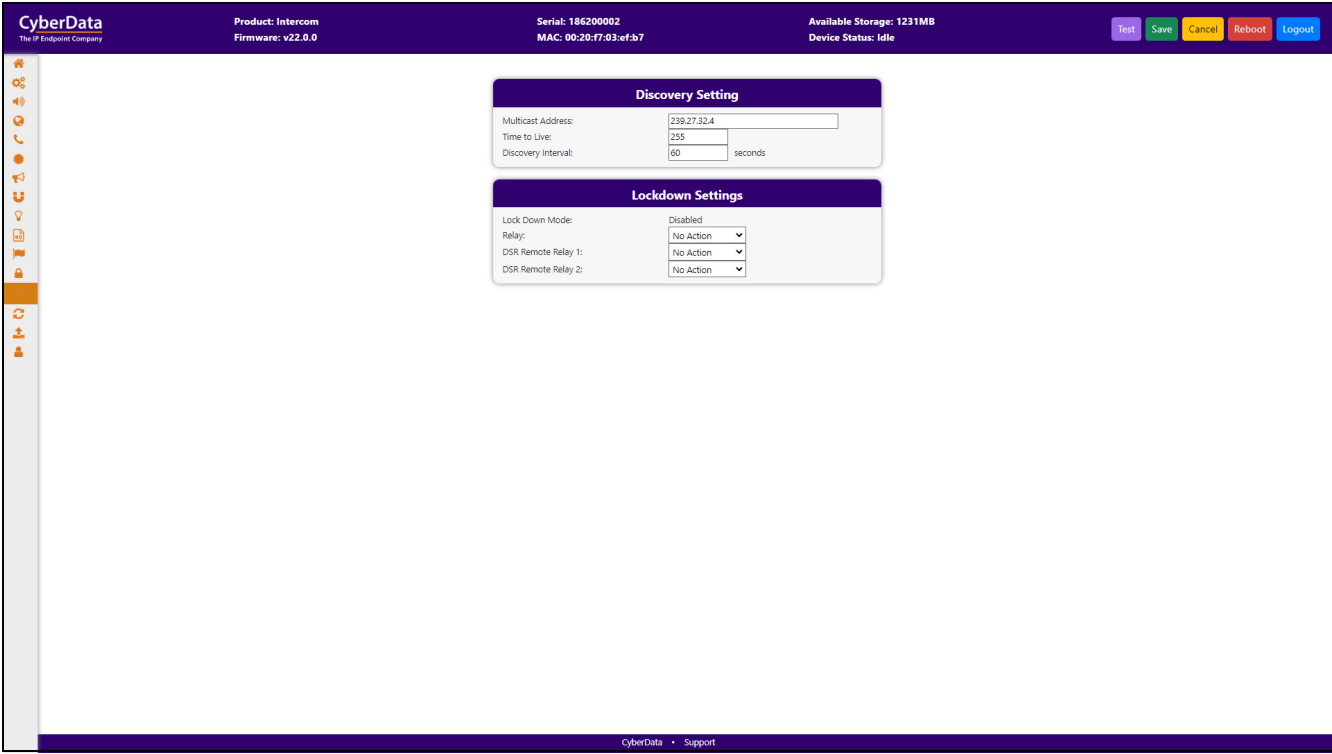 CyberData
The IP Endpoint Company
Product: Intercom
Firmware: v22.0.0
Serial: 186200002
MAC: 00:20:f7:03:ef:b7
Available Storage: 1231MB
Device Status: Idle
Test Save Cancel Reboot Logout
Discovery Setting
Multicast Address: 239.27.32.4
Time to Live: 255
Discovery Interval: 60 seconds
Lockdown Settings
Lock Down Mode: Disabled
Relay: No Action
DSR Remote Relay 1: No Action
DSR Remote Relay 2: No Action
CyberData • Support